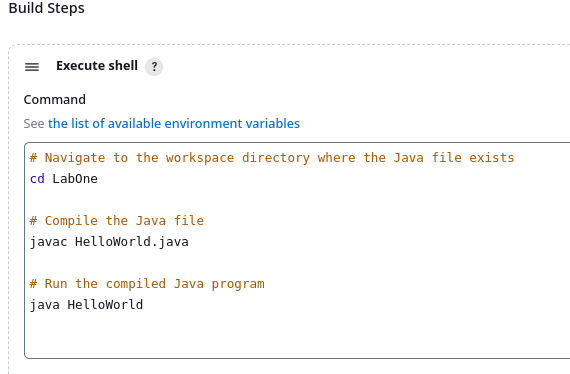 Build Steps
Execute shell ?
Command
See the list of available environment variables
# Navigate to the workspace directory where the Java file exists
cd LabOne
# Compile the Java file
javac HelloWorld.java
# Run the compiled Java program
java HelloWorld